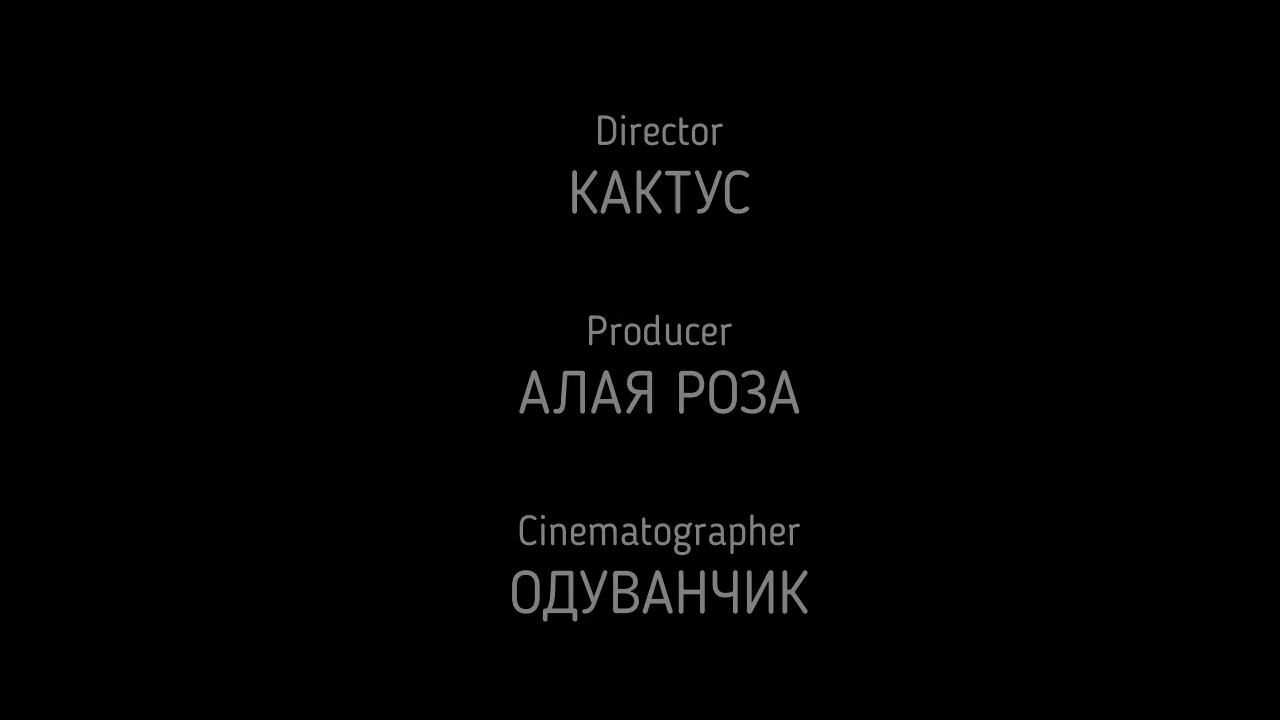 Director
КАКТУС
Producer
АЛАЯ РОЗА
Cinematographer
ОДУВАНЧИК